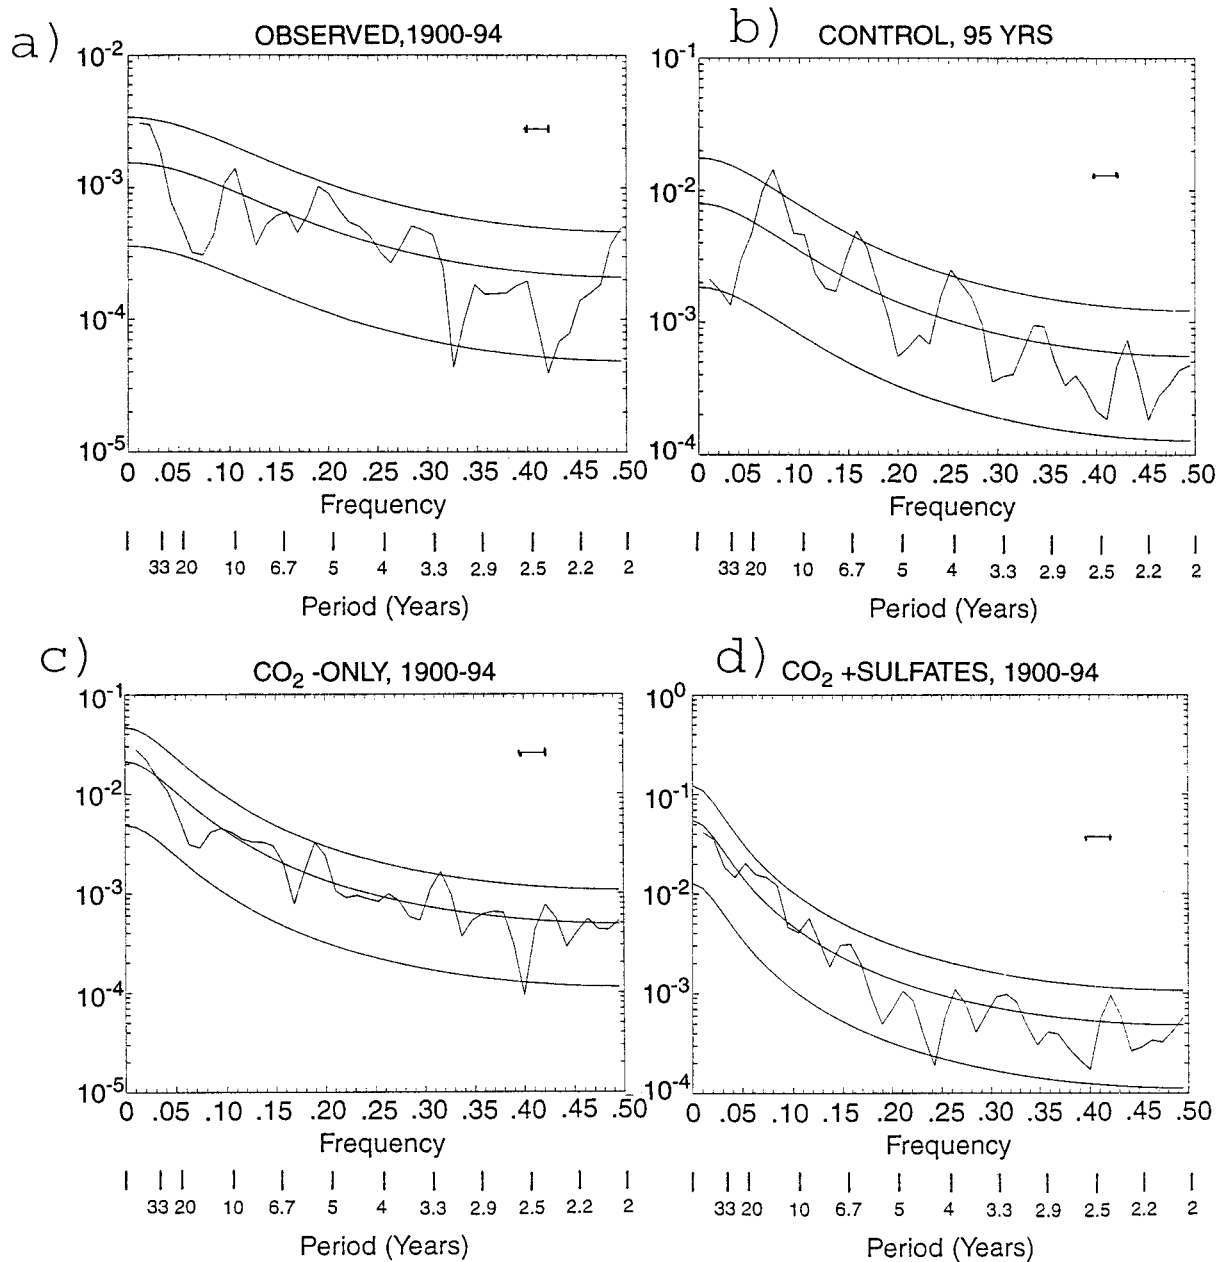 a) OBSERVED,1900-94
10-2
10-3
10-4
10-5
0 .05 .10 .15 .20 .25 .30 .35 .40 .45 .50
Frequency
33 20 10 6.7 5 4 3.3 2.9 2.5 2.2 2
Period (Years)
b) CONTROL, 95 YRS
10-1
10-2
10-3
10-4
0 .05 .10 .15 .20 .25 .30 .35 .40 .45 .50
Frequency
33 20 10 6.7 5 4 3.3 2.9 2.5 2.2 2
Period (Years)
c) CO2 -ONLY, 1900-94
10-1
10-2
10-3
10-4
10-5
0 .05 .10 .15 .20 .25 .30 .35 .40 .45 .50
Frequency
33 20 10 6.7 5 4 3.3 2.9 2.5 2.2 2
Period (Years)
d) CO2 +SULFATES, 1900-94
100
10-1
10-2
10-3
10-4
0 .05 .10 .15 .20 .25 .30 .35 .40 .45 .50
Frequency
33 20 10 6.7 5 4 3.3 2.9 2.5 2.2 2
Period (Years)